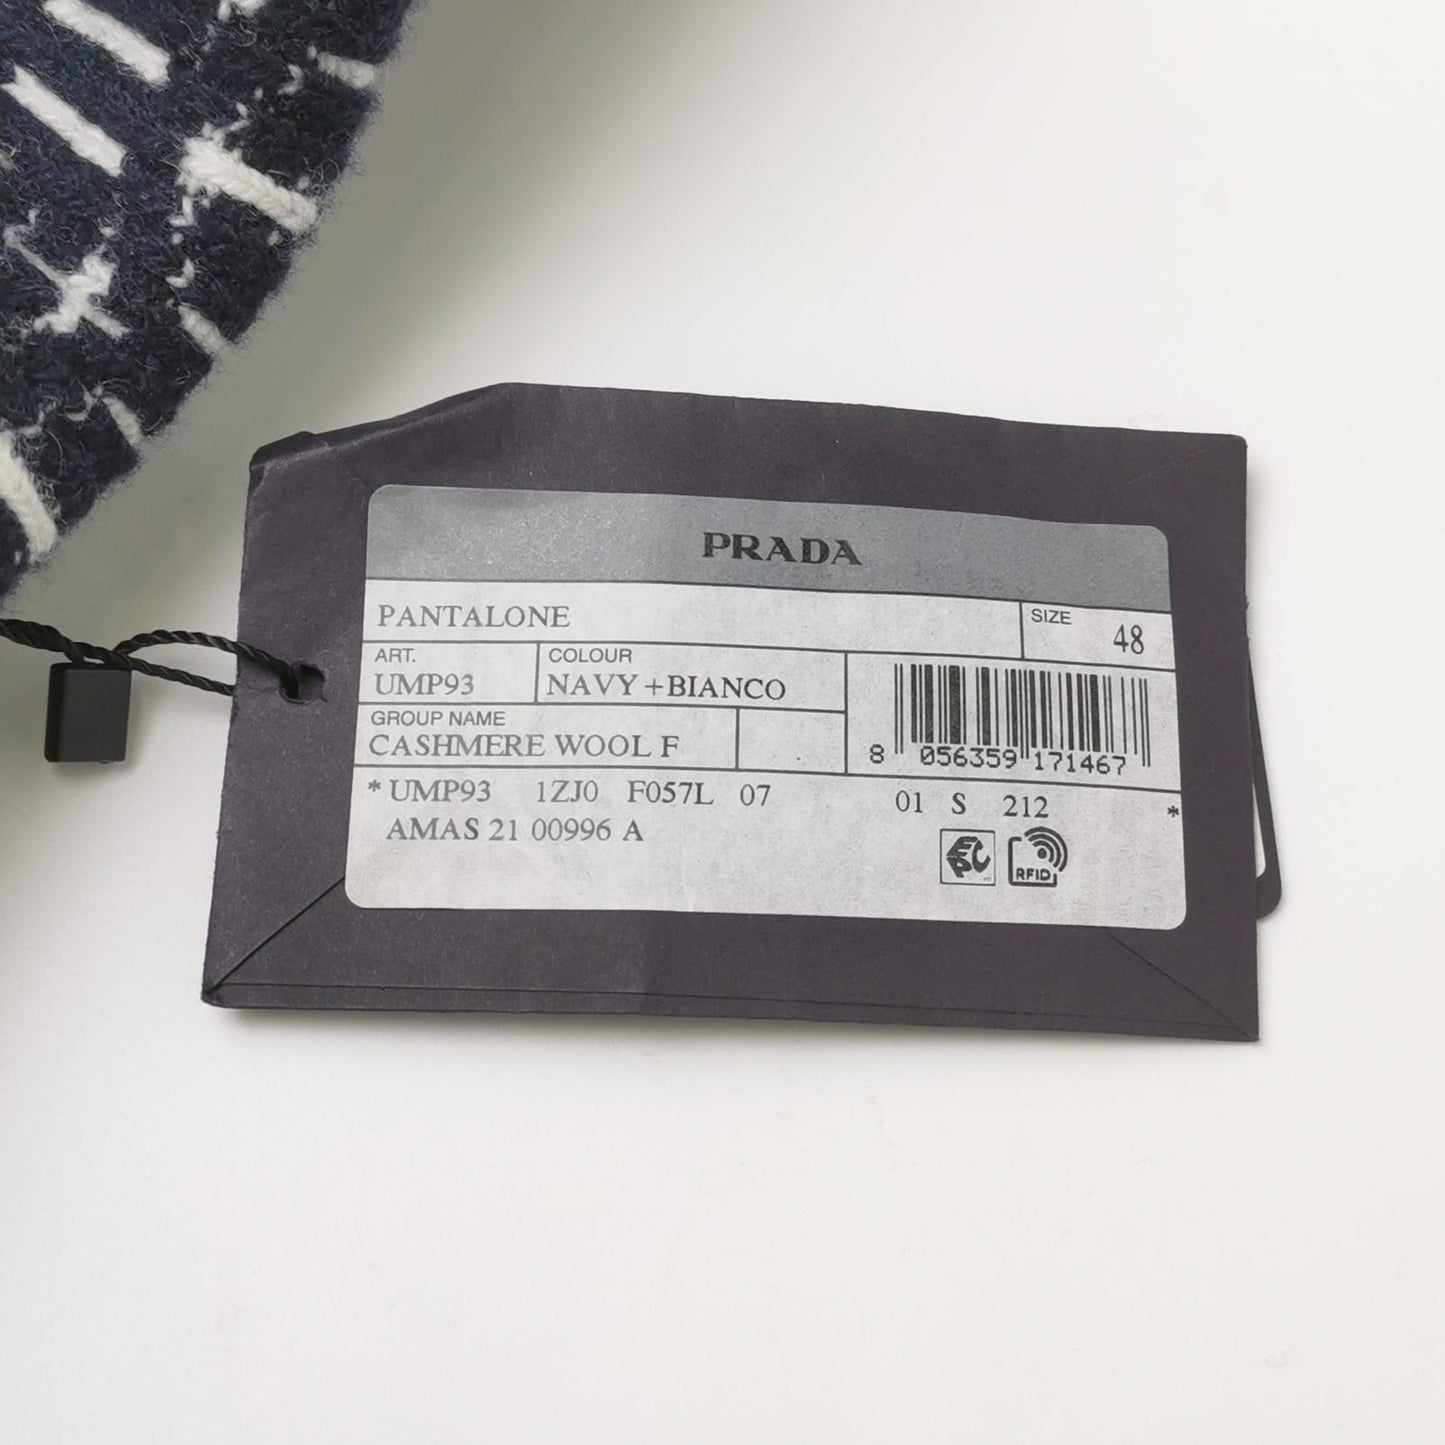 PRADA
PANTALONE
SIZE
48
ART.
UMP93
COLOUR
NAVY+BIANCO
GROUP NAME
CASHMERE WOOL F
8 056359 171467
* UMP93 1ZJ0 F057L 07 01 S 212 *
AMAS 21 00996 A
EPC
RFID